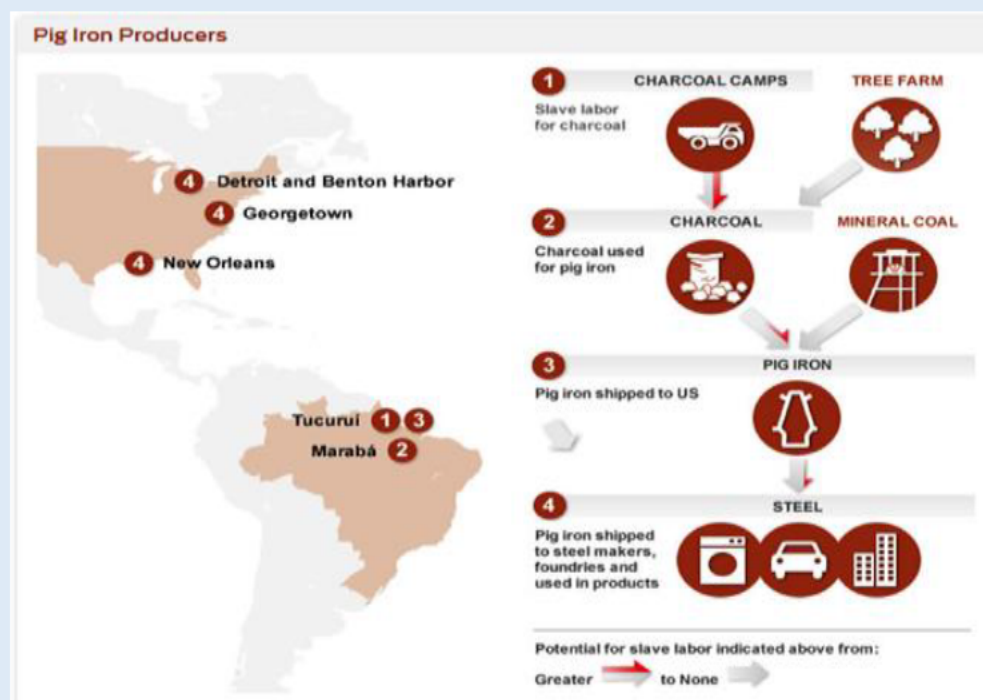 Pig Iron Producers
4 Detroit and Benton Harbor
4 Georgetown
4 New Orleans
Tucuruí 1 3
Marabá 2
1 CHARCOAL CAMPS TREE FARM
Slave labor
for charcoal
2 CHARCOAL MINERAL COAL
Charcoal used
for pig iron
3 PIG IRON
Pig iron shipped to US
4 STEEL
Pig iron shipped
to steel makers,
foundries and
used in products
Potential for slave labor indicated above from:
Greater to None